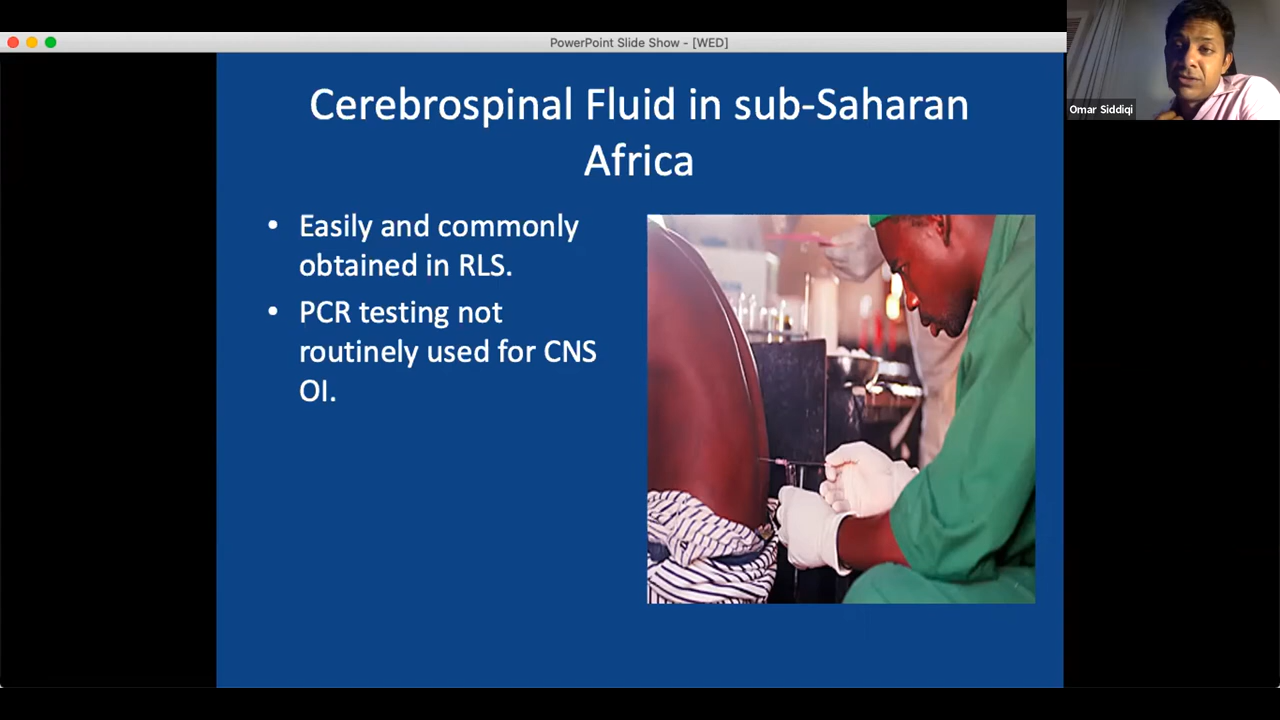 PowerPoint Slide Show - [WED]
Omar Siddiqi
Cerebrospinal Fluid in sub-Saharan
Africa
• Easily and commonly
obtained in RLS.
• PCR testing not
routinely used for CNS
OI.